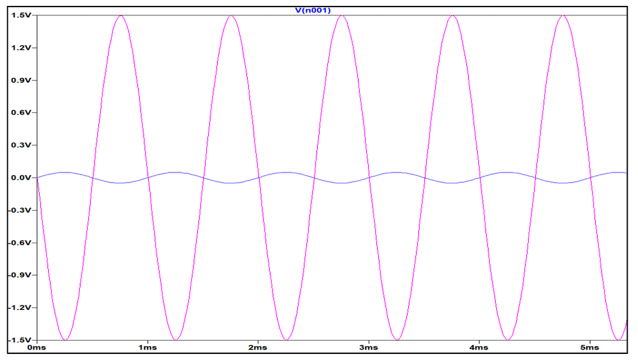 V(n001)
1.5V
1.2V
0.9V
0.6V
0.3V
0.0V
-0.3V
-0.6V
-0.9V
-1.2V
-1.5V
0ms 1ms 2ms 3ms 4ms 5ms